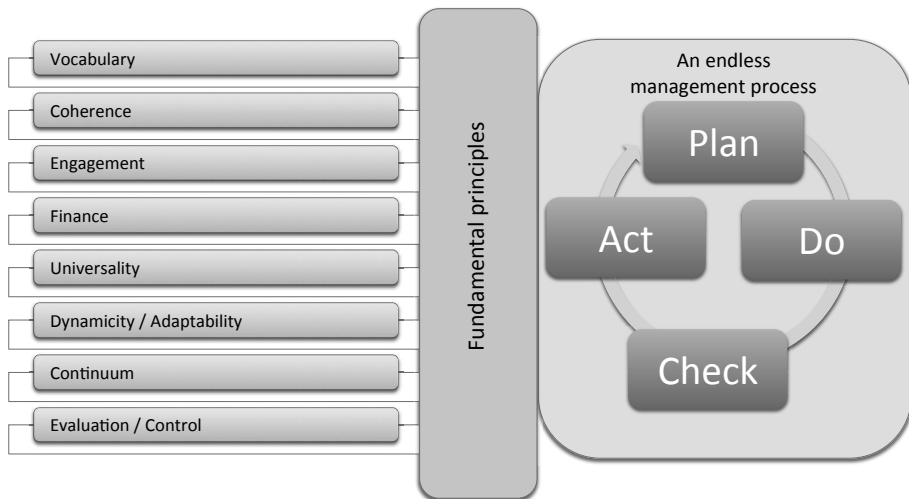 Vocabulary
Coherence
Engagement
Finance
Universality
Dynamicity / Adaptability
Continuum
Evaluation / Control
Fundamental principles
An endless
management process
Plan
Do
Check
Act